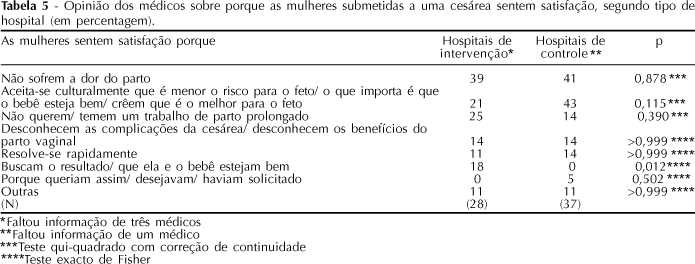 Tabela 5 - Opinião dos médicos sobre porque as mulheres submetidas a uma cesárea sentem satisfação, segundo tipo de
hospital (em percentagem).
As mulheres sentem satisfação porque Hospitais de intervenção* Hospitais de controle** p
Não sofrem a dor do parto 39 41 0,878 ***
Aceita-se culturalmente que é menor o risco para o feto/ o que importa é que
o bebê esteja bem/ crêem que é o melhor para o feto 21 43 0,115***
Não querem/ temem um trabalho de parto prolongado 25 14 0,390***
Desconhecem as complicações da cesárea/ desconhecem os benefícios do
parto vaginal 14 14 >0,999 ****
Resolve-se rapidamente 11 14 >0,999 ****
Buscam o resultado/ que ela e o bebê estejam bem 18 0 0,012****
Porque queriam assim/ desejavam/ haviam solicitado 0 5 0,502 ****
Outras 11 11 >0,999 ****
(N) (28) (37)
*Faltou informação de três médicos
**Faltou informação de um médico
***Teste qui-quadrado com correção de continuidade
****Teste exacto de Fisher